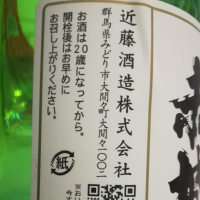 近藤酒造株式会社
群馬県みどり市大間々町大間々一〇〇二
お酒は20歳になってから。
開栓後はお早めに
お召し上がりください。
紙